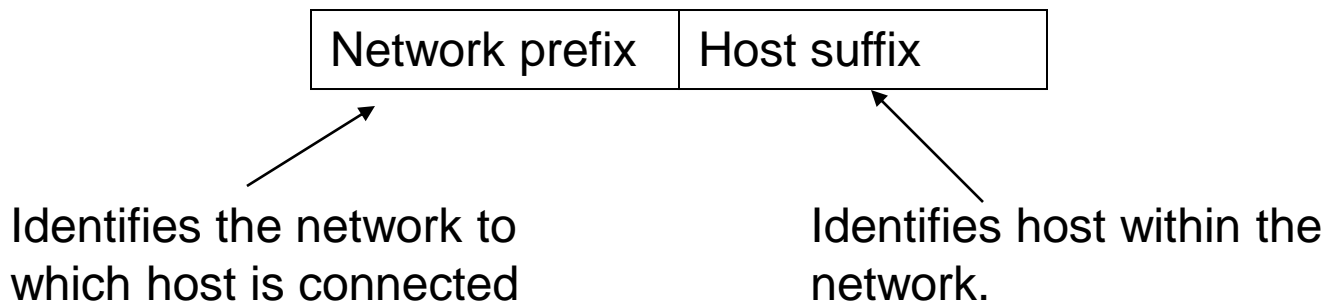 Network prefix Host suffix
Identifies the network to
which host is connected
Identifies host within the
network.